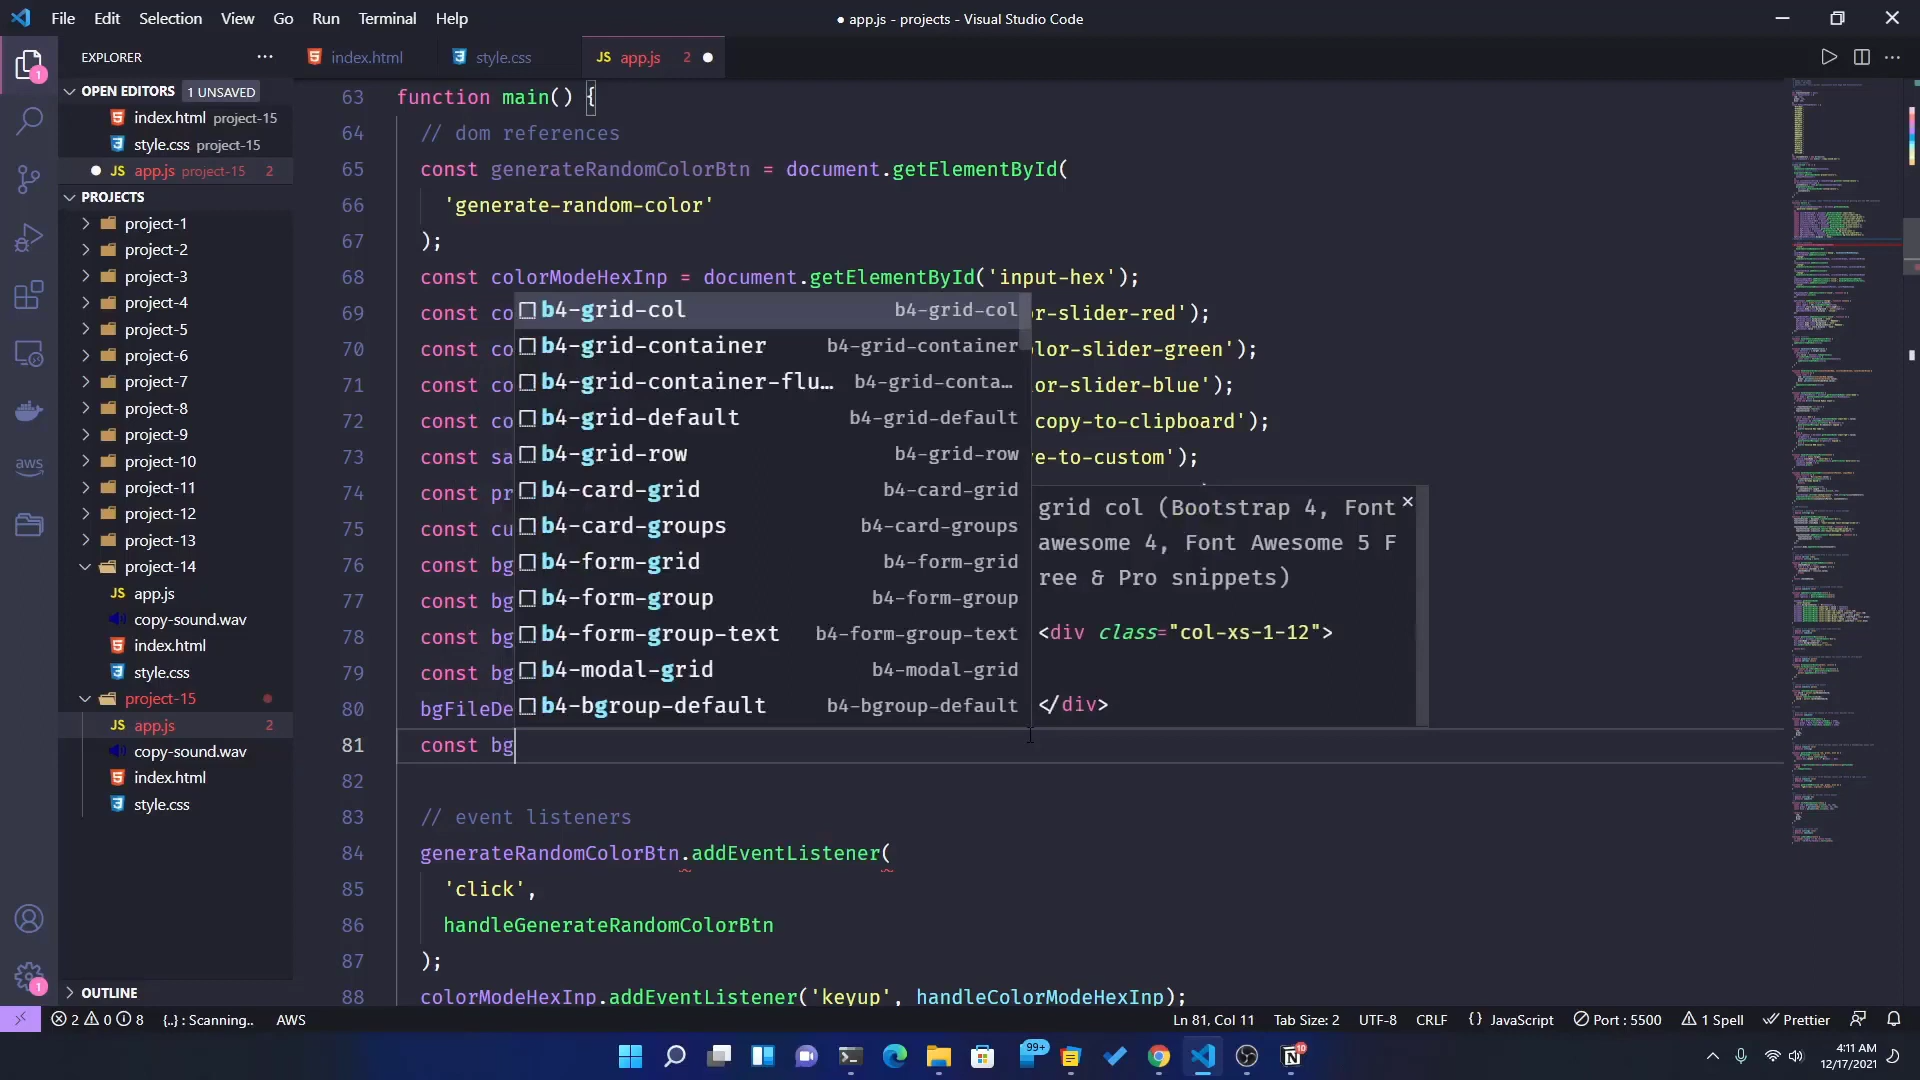 File Edit Selection View Go Run Terminal Help
● app.js - projects - Visual Studio Code
1
EXPLORER ···
OPEN EDITORS 1 UNSAVED
index.html project-15
style.css project-15
JS app.js project-15 2
PROJECTS
project-1
project-2
project-3
project-4
project-5
project-6
project-7
project-8
project-9
project-10
project-11
project-12
project-13
project-14
JS app.js
copy-sound.wav
index.html
style.css
project-15
JS app.js 2
copy-sound.wav
index.html
style.css
OUTLINE
aws
1
index.html
style.css
JS app.js 2
63 function main() {
64 // dom references
65 const generateRandomColorBtn = document.getElementById(
66 'generate-random-color'
67 );
68 const colorModeHexInp = document.getElementById('input-hex');
69 const co r-slider-red');
70 const co lor-slider-green');
71 const co or-slider-blue');
72 const co copy-to-clipboard');
73 const sa e-to-custom');
74 const pr
75 const cu
76 const bg
77 const bg
78 const bg
79 const bg
80 bgFileDe
81 const bg
82
83 // event listeners
84 generateRandomColorBtn.addEventListener(
85 'click',
86 handleGenerateRandomColorBtn
87 );
88 colorModeHexInp.addEventListener('keyup', handleColorModeHexInp);
b4-grid-col b4-grid-col
b4-grid-container b4-grid-container
b4-grid-container-flu… b4-grid-conta…
b4-grid-default b4-grid-default
b4-grid-row b4-grid-row
b4-card-grid b4-card-grid
b4-card-groups b4-card-groups
b4-form-grid b4-form-grid
b4-form-group b4-form-group
b4-form-group-text b4-form-group-text
b4-modal-grid b4-modal-grid
b4-bgroup-default b4-bgroup-default
grid col (Bootstrap 4, Font
awesome 4, Font Awesome 5 F
ree & Pro snippets)
<div class="col-xs-1-12">
</div>
2 0 8 {..} : Scanning.. AWS
Ln 81, Col 11 Tab Size: 2 UTF-8 CRLF {} JavaScript Port : 5500 1 Spell Prettier
99+
10
4:11 AM
12/17/2021